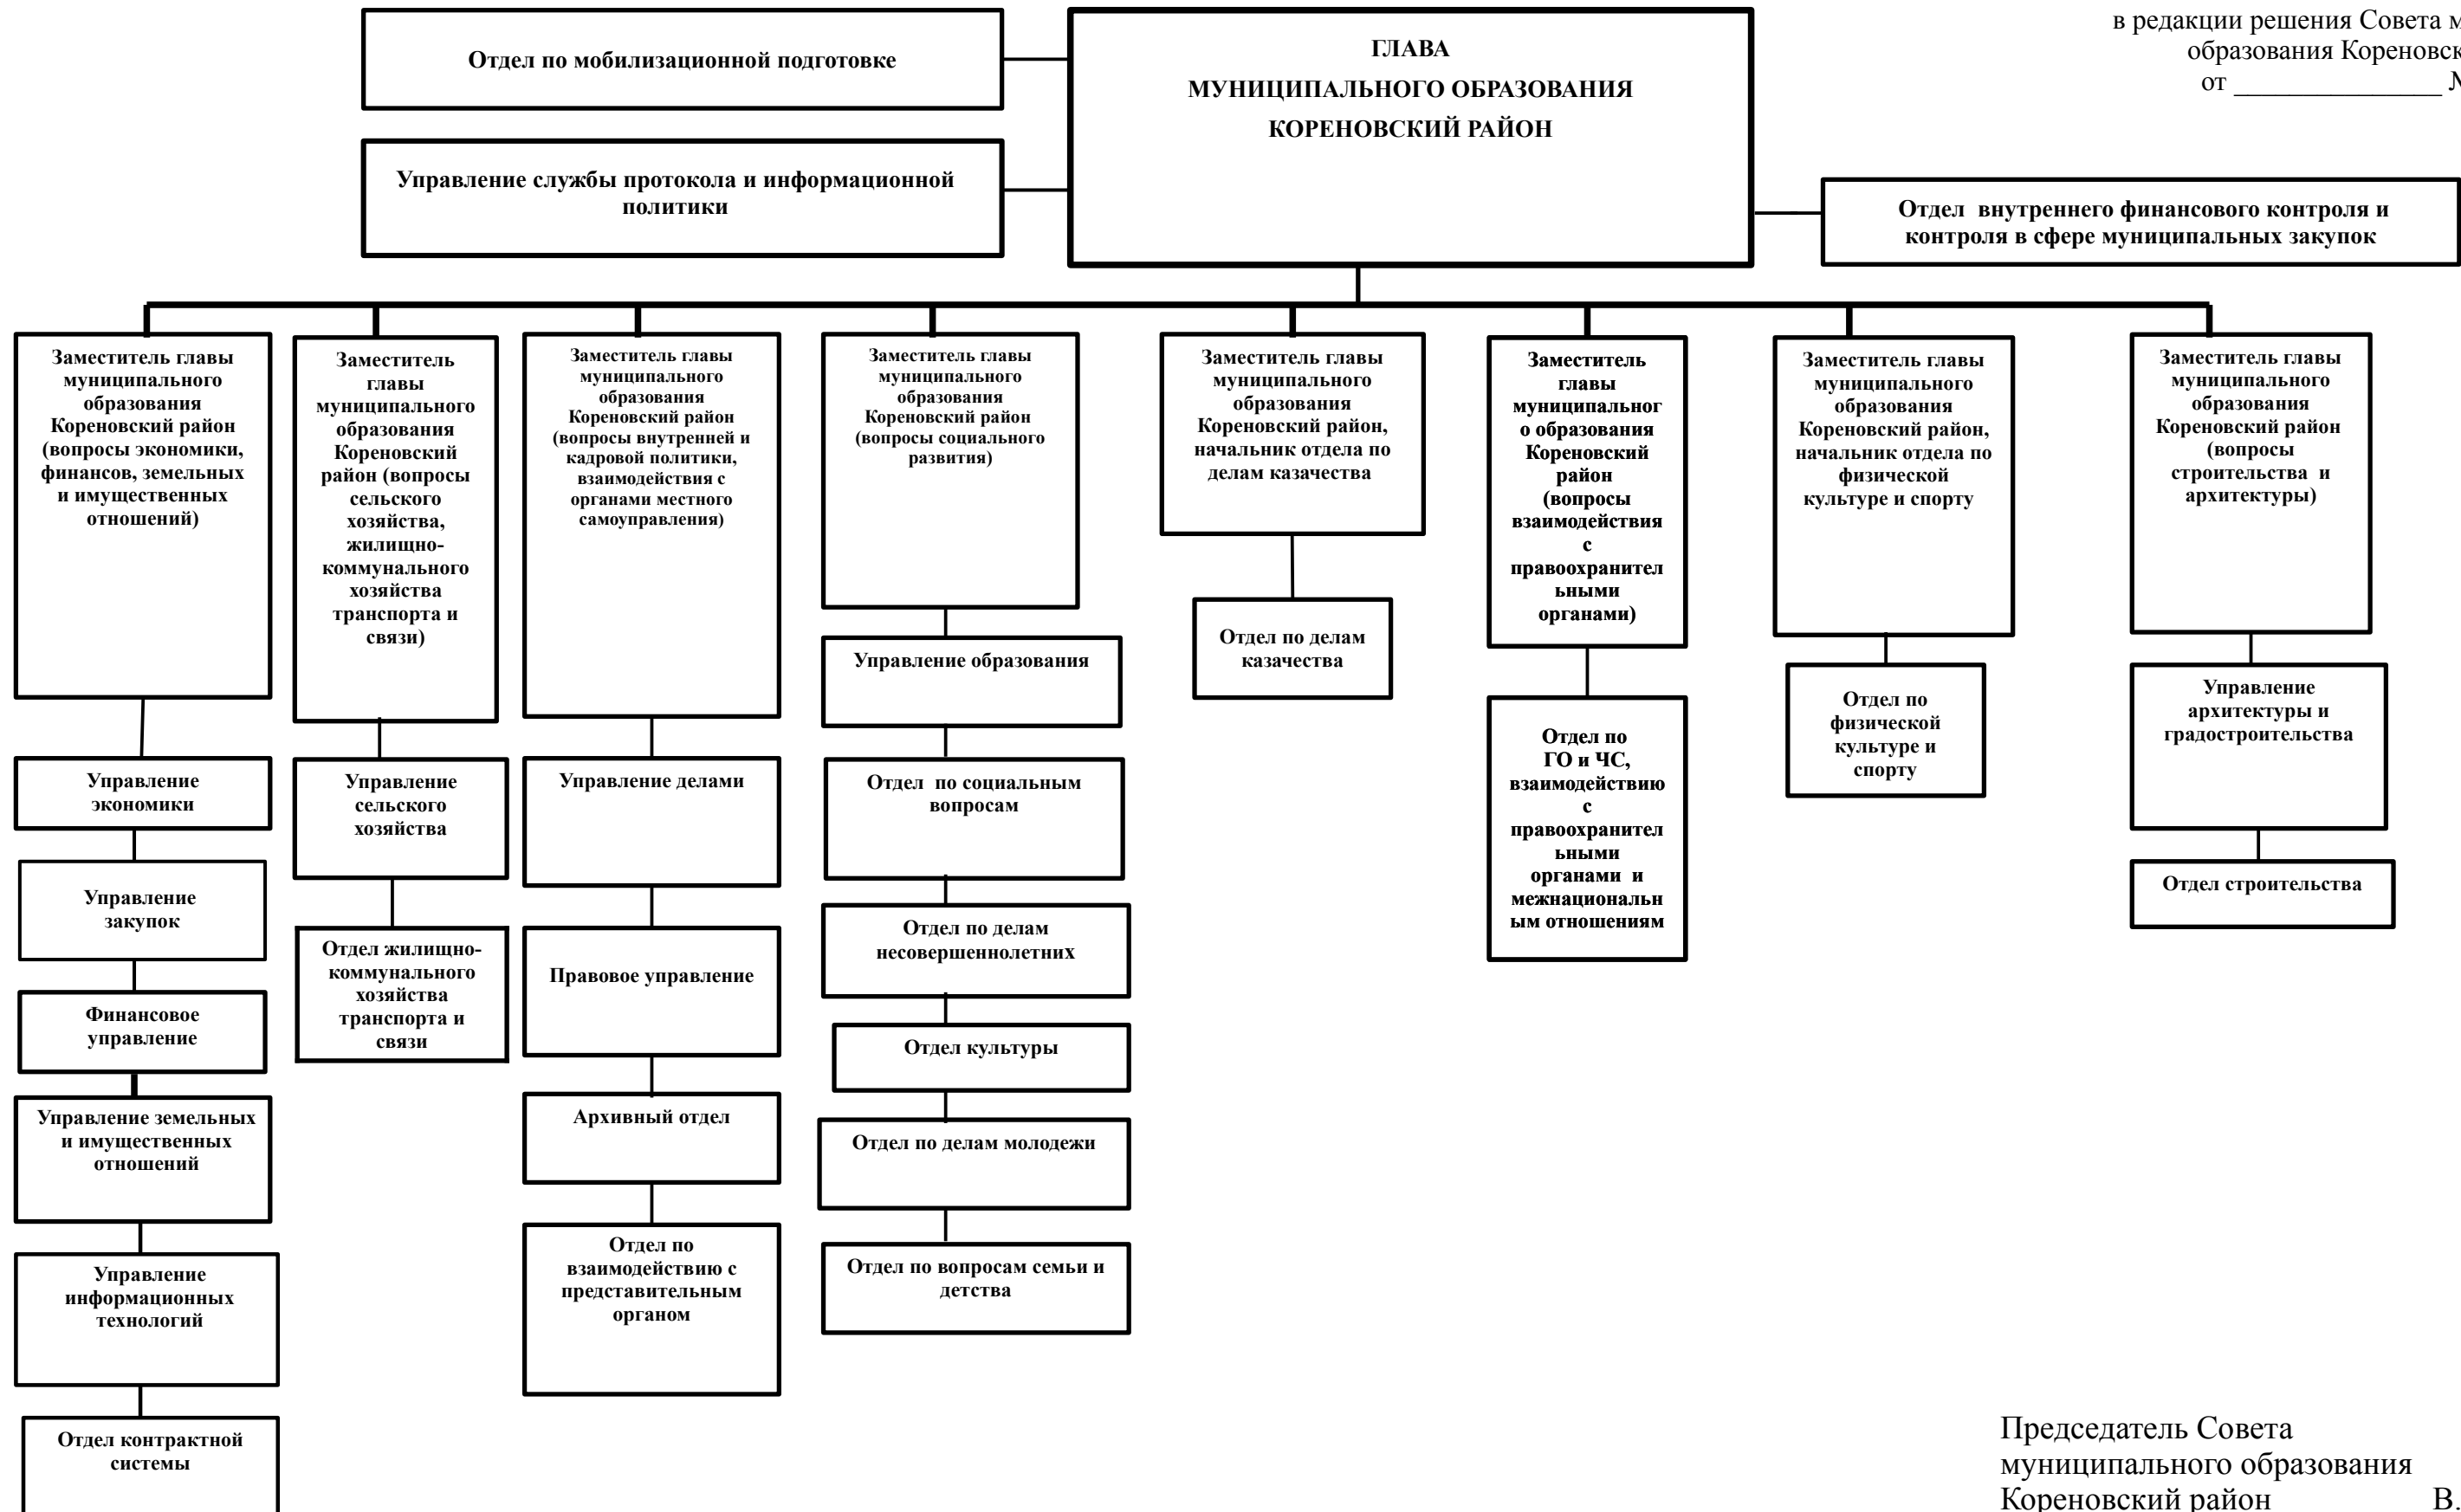 в редакции решения Совета
образования
от _______________
Отдел по мобилизационной подготовке
ГЛАВА
МУНИЦИПАЛЬНОГО ОБРАЗОВАНИЯ
КОРЕНОВСКИЙ РАЙОН
Управление службы протокола и информационной
политики
Отдел внутреннего финансового контроля и
контроля в сфере муниципальных закупок
Заместитель главы
муниципального
образования
Кореновский район
(вопросы экономики,
финансов, земельных
и имущественных
отношений)
Заместитель
главы
муниципального
образования
Кореновский
район (вопросы
сельского
хозяйства,
жилищно-
коммунального
хозяйства
транспорта и
связи)
Заместитель главы
муниципального
образования
Кореновский район
(вопросы внутренней и
кадровой политики,
взаимодействия с
органами местного
самоуправления)
Заместитель главы
муниципального
образования
Кореновский район
(вопросы социального
развития)
Заместитель главы
муниципального
образования
Кореновский район,
начальник отдела по
делам казачества
Заместитель
главы
муниципальног
о образования
Кореновский
район
(вопросы
взаимодействия
с
правоохранител
ьными
органами)
Заместитель главы
муниципального
образования
Кореновский район,
начальник отдела по
физической
культуре и спорту
Заместитель главы
муниципального
образования
Кореновский район
(вопросы
строительства и
архитектуры)
Управление
экономики
Управление
закупок
Финансовое
управление
Управление земельных
и имущественных
отношений
Управление
информационных
технологий
Отдел контрактной
системы
Управление
сельского
хозяйства
Отдел жилищно-
коммунального
хозяйства
транспорта и
связи
Управление делами
Правовое управление
Архивный отдел
Отдел по
взаимодействию с
представительным
органом
Управление образования
Отдел по социальным
вопросам
Отдел по делам
несовершеннолетних
Отдел культуры
Отдел по делам молодежи
Отдел по вопросам семьи и
детства
Отдел по делам
казачества
Отдел по
ГО и ЧС,
взаимодействию
с
правоохранител
ьными
органами и
межнациональн
ым отношениям
Отдел по
физической
культуре и
спорту
Управление
архитектуры и
градостроительства
Отдел строительства
Председатель Совета
муниципального образования
Кореновский район В.